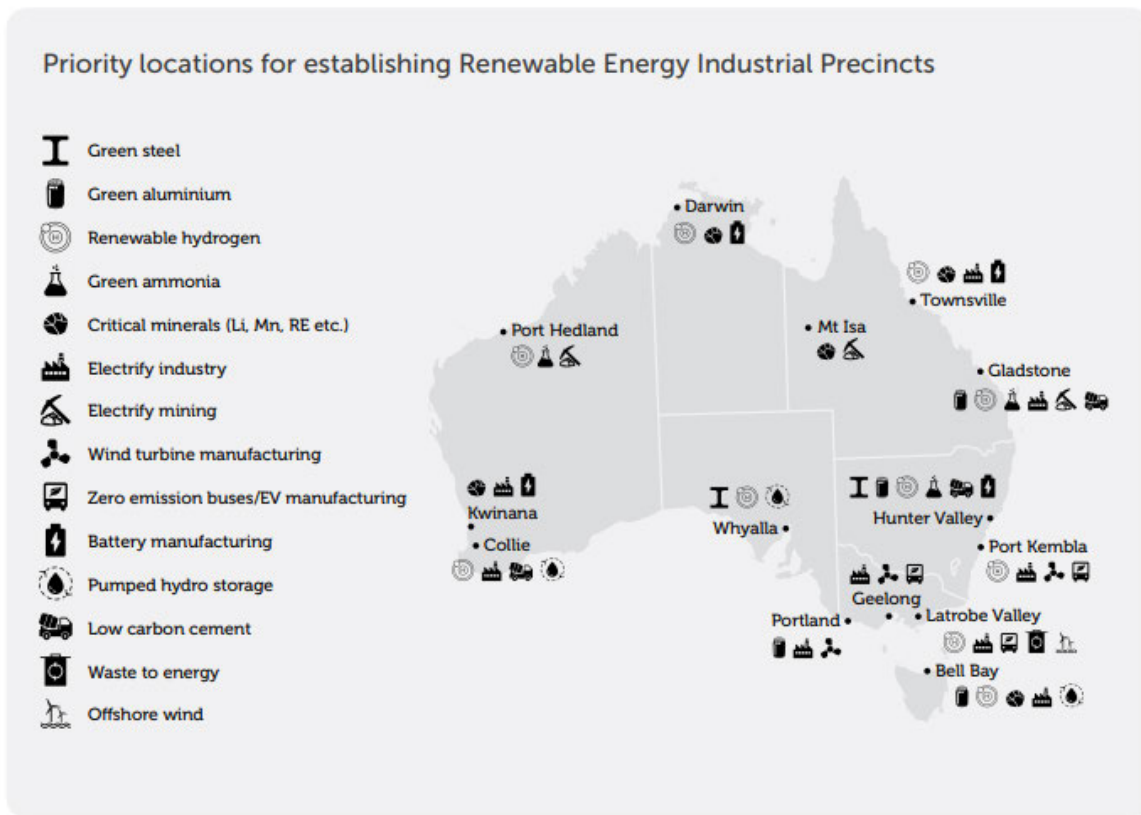 Priority locations for establishing Renewable Energy Industrial Precincts
Green steel
Green aluminium
Renewable hydrogen
Green ammonia
Critical minerals (Li, Mn, RE etc.)
Electrify industry
Electrify mining
Wind turbine manufacturing
Zero emission buses/EV manufacturing
Battery manufacturing
Pumped hydro storage
Low carbon cement
Waste to energy
Offshore wind
Darwin
Townsville
Port Hedland
Mt Isa
Gladstone
Kwinana
Collie
Whyalla
Hunter Valley
Port Kembla
Geelong
Portland
Latrobe Valley
Bell Bay